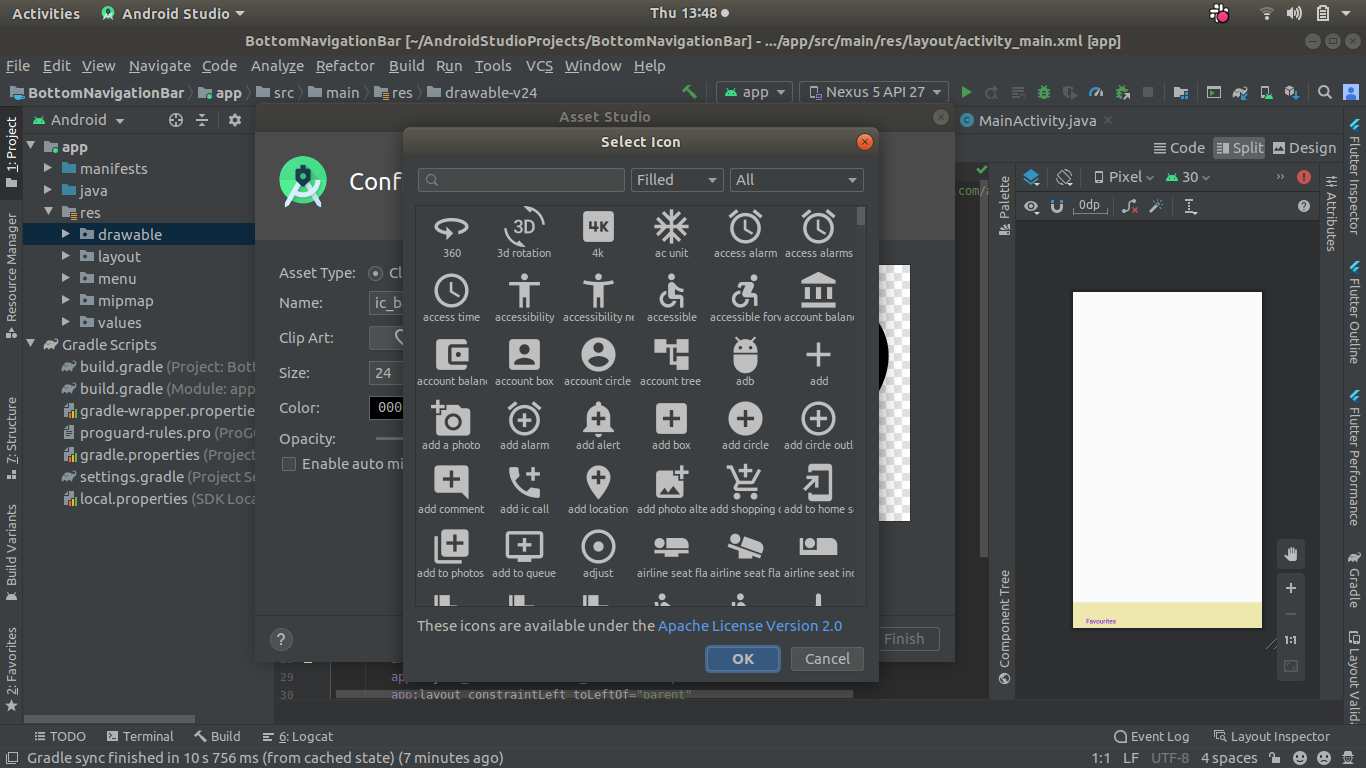 Activities Android Studio Thu 13:48
BottomNavigationBar [~/AndroidStudioProjects/BottomNavigationBar] - .../app/src/main/res/layout/activity_main.xml [app]
File Edit View Navigate Code Analyze Refactor Build Run Tools VCS Window Help
BottomNavigationBar app src main res drawable-v24 app Nexus 5 API 27
1: Project
Resource Manager
7: Structure
Build Variants
2: Favorites
Android
app
manifests
java
res
drawable
layout
menu
mipmap
values
Gradle Scripts
build.gradle (Project: Bott
build.gradle (Module: app
gradle-wrapper.properties
proguard-rules.pro (ProGu
gradle.properties (Project
settings.gradle (Project Se
local.properties (SDK Loca
Asset Studio
Conf
Asset Type: Cl
Name: ic_b
Clip Art:
Size: 24
Color: 000
Opacity:
Enable auto mi
?
Finish
Select Icon
Filled All
360 3d rotation 4k ac unit access alarm access alarms
access time accessibility accessibility ne accessible accessible forv account balanc
account balanc account box account circle account tree adb add
add a photo add alarm add alert add box add circle add circle outl
add comment add ic call add location add photo alte add shopping c add to home s
add to photos add to queue adjust airline seat fla airline seat fla airline seat ind
These icons are available under the Apache License Version 2.0
OK Cancel
29
30 app:layout_constraintLeft_toLeftOf="parent"
MainActivity.java
Code Split Design
.com/a
Palette
Component Tree
Pixel 30
0dp
Favourites
1:1
Attributes
Flutter Inspector
Flutter Outline
Flutter Performance
Gradle
Layout Valida
TODO Terminal Build 6: Logcat Event Log Layout Inspector
Gradle sync finished in 10 s 756 ms (from cached state) (7 minutes ago) 1:1 LF UTF-8 4 spaces